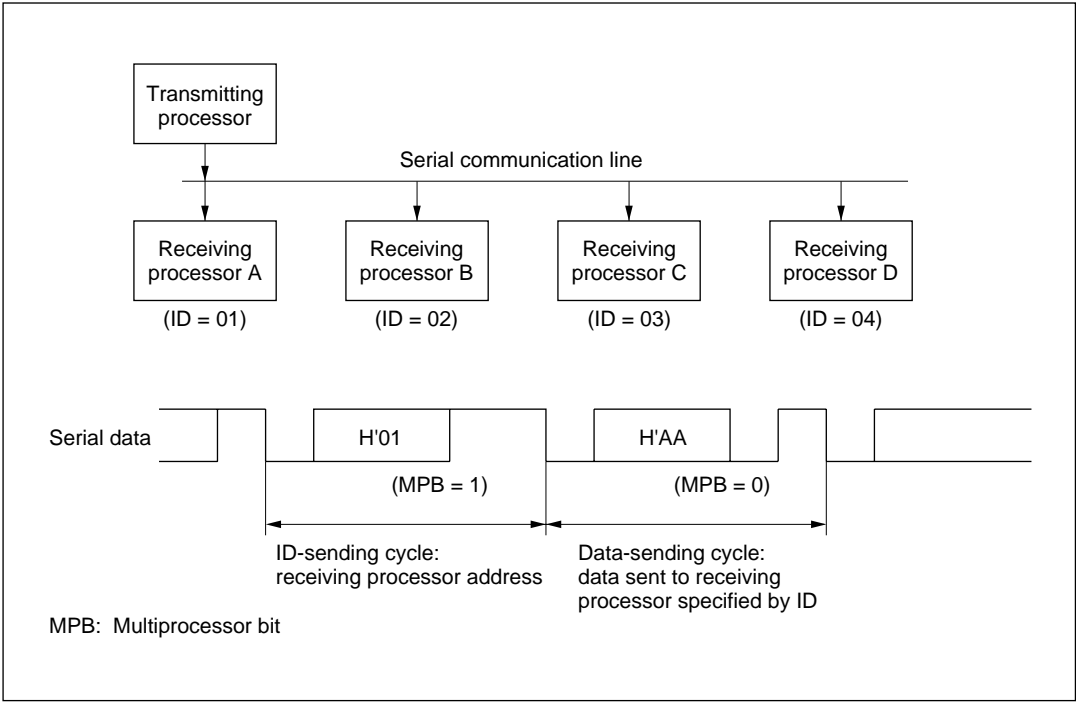 Transmitting
processor
Serial communication line
Receiving
processor A
Receiving
processor B
Receiving
processor C
Receiving
processor D
(ID = 01)
(ID = 02)
(ID = 03)
(ID = 04)
Serial data
H'01
H'AA
(MPB = 1)
(MPB = 0)
ID-sending cycle:
receiving processor address
Data-sending cycle:
data sent to receiving
processor specified by ID
MPB: Multiprocessor bit